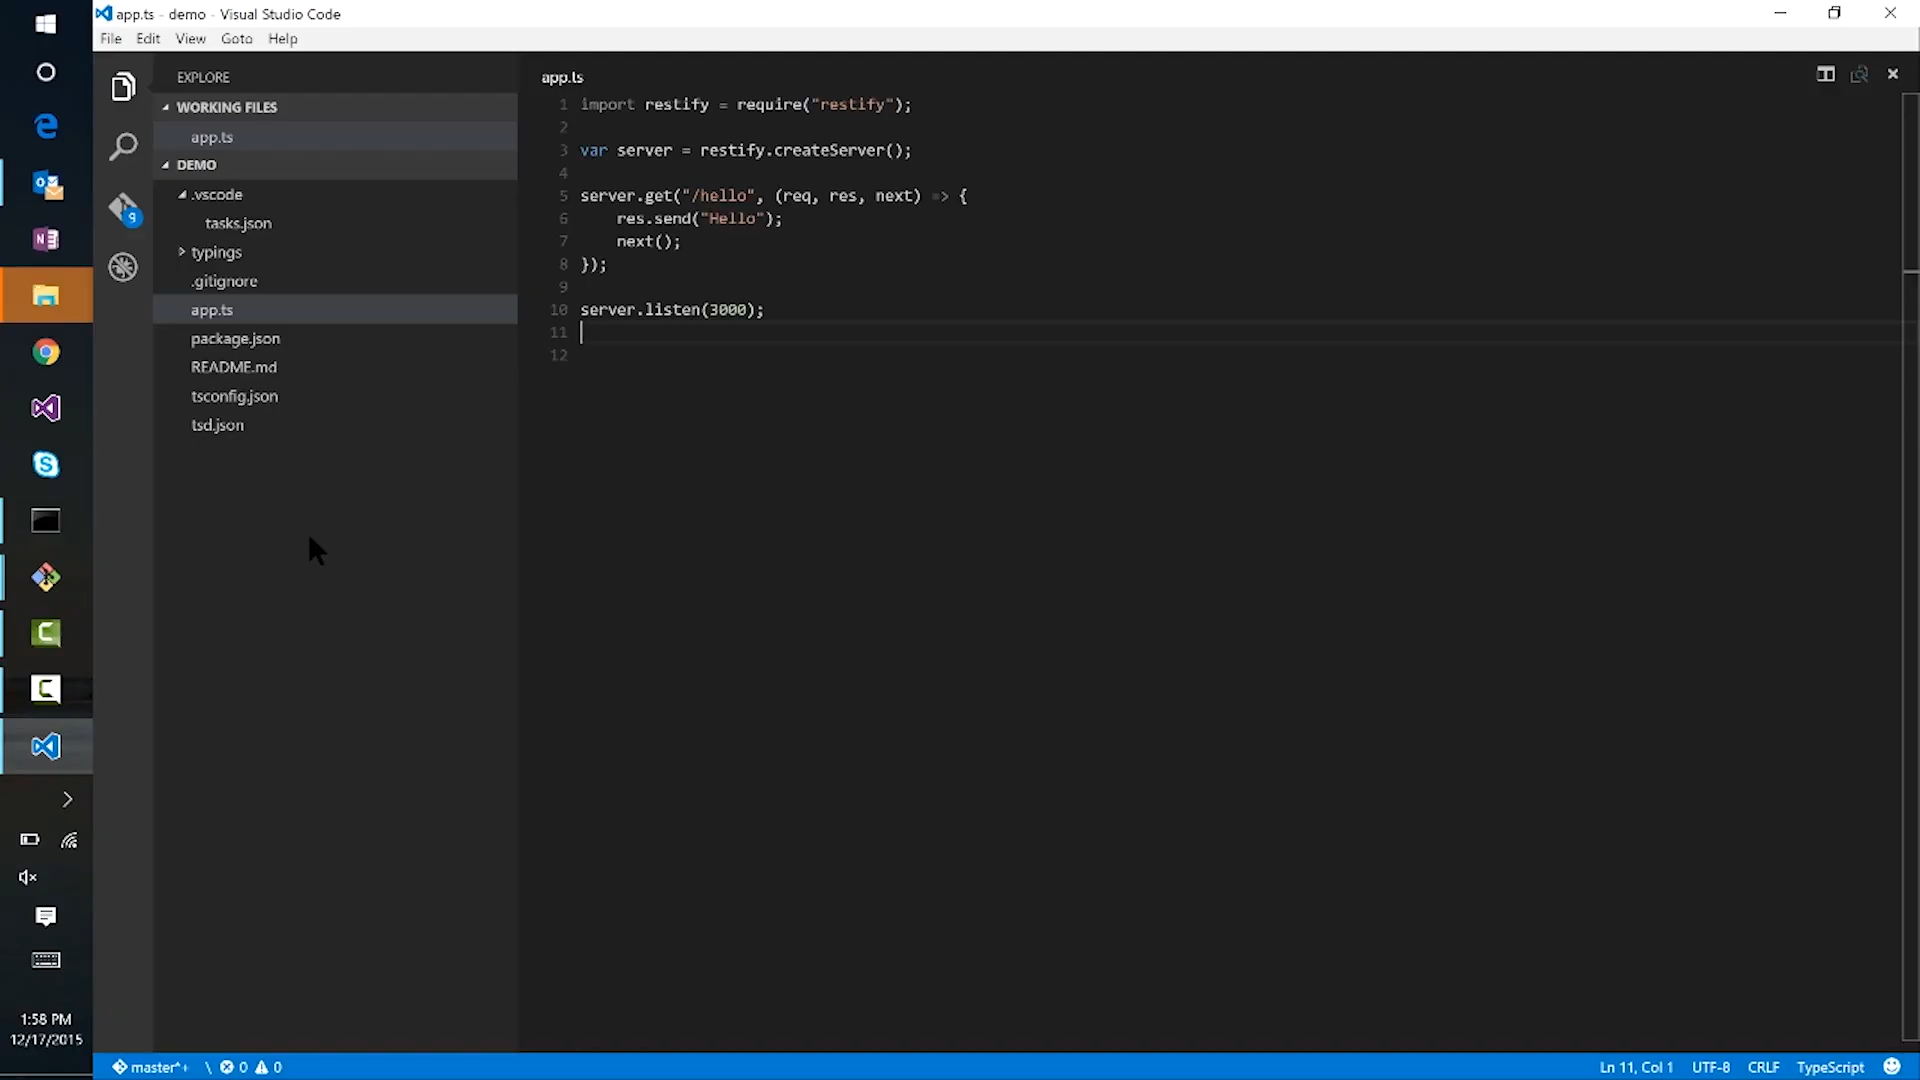 app.ts - demo - Visual Studio Code
File Edit View Goto Help
EXPLORE
WORKING FILES
app.ts
DEMO
.vscode
tasks.json
typings
.gitignore
app.ts
package.json
README.md
tsconfig.json
tsd.json
9
app.ts
1 import restify = require("restify");
2
3 var server = restify.createServer();
4
5 server.get("/hello", (req, res, next) => {
6 res.send("Hello");
7 next();
8 });
9
10 server.listen(3000);
11
12
N
S
C
C
1:58 PM
12/17/2015
master*+ \ 0 0
Ln 11, Col 1 UTF-8 CRLF TypeScript